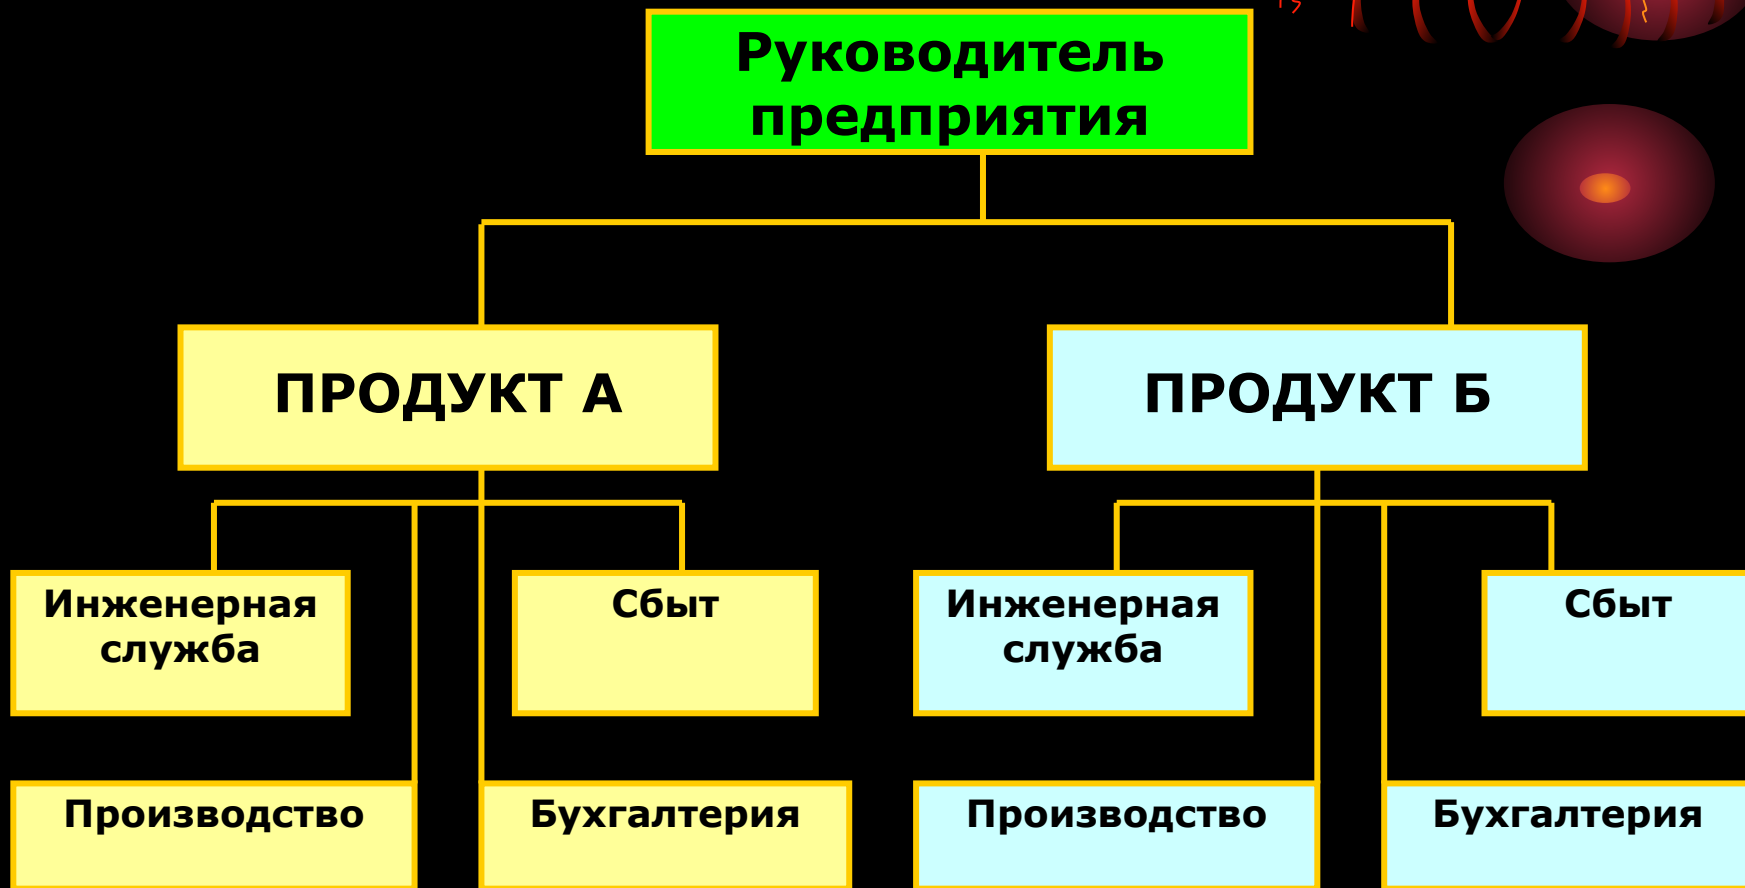 Руководитель
предприятия
ПРОДУКТ А
ПРОДУКТ Б
Инженерная
служба
Сбыт
Инженерная
служба
Сбыт
Производство
Бухгалтерия
Производство
Бухгалтерия